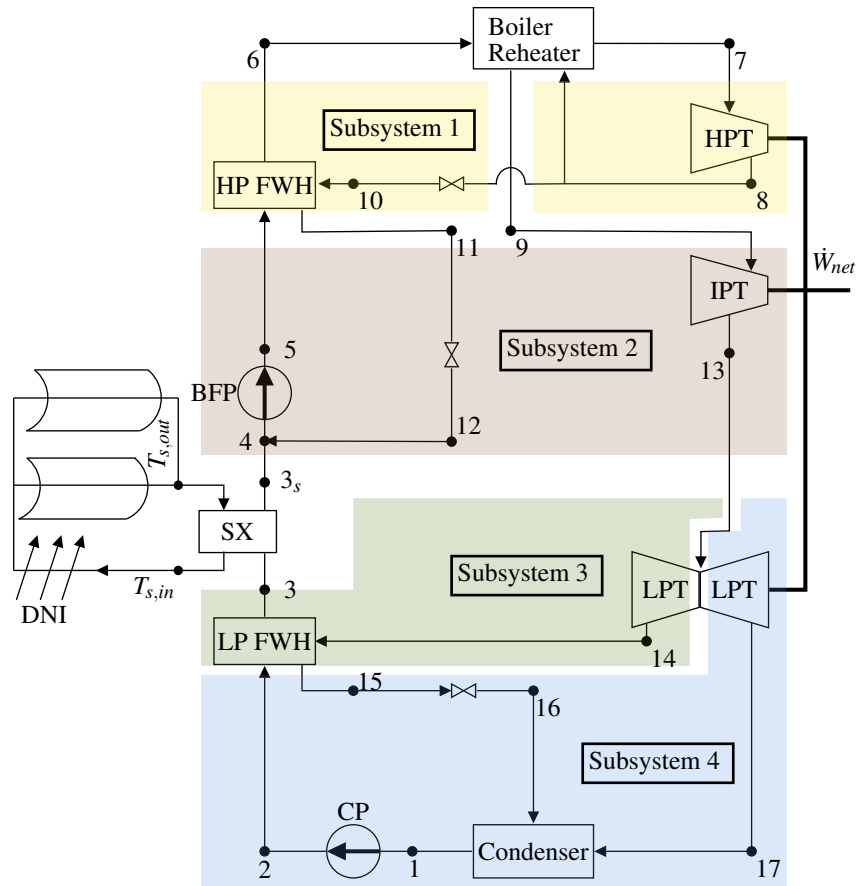 Boiler
Reheater
6
7
Subsystem 1
HPT
HP FWH
10
8
11
9
Ẇnet
IPT
Subsystem 2
5
13
BFP
4
12
Ts,out
3s
SX
Subsystem 3
Ts,in
3
LPT
LPT
DNI
LP FWH
14
15
16
Subsystem 4
CP
Condenser
2
1
17